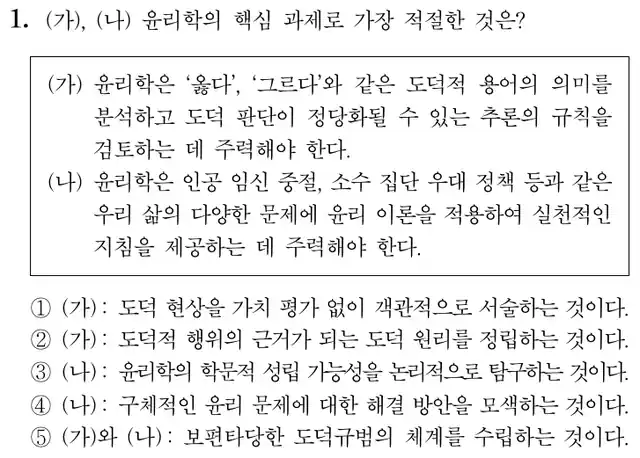 1. (가), (나) 윤리학의 핵심 과제로 가장 적절한 것은?
(가) 윤리학은 ‘옳다’, ‘그르다’와 같은 도덕적 용어의 의미를
분석하고 도덕 판단이 정당화될 수 있는 추론의 규칙을
검토하는 데 주력해야 한다.
(나) 윤리학은 인공 임신 중절, 소수 집단 우대 정책 등과 같은
우리 삶의 다양한 문제에 윤리 이론을 적용하여 실천적인
지침을 제공하는 데 주력해야 한다.
① (가): 도덕 현상을 가치 평가 없이 객관적으로 서술하는 것이다.
② (가): 도덕적 행위의 근거가 되는 도덕 원리를 정립하는 것이다.
③ (나): 윤리학의 학문적 성립 가능성을 논리적으로 탐구하는 것이다.
④ (나): 구체적인 윤리 문제에 대한 해결 방안을 모색하는 것이다.
⑤ (가)와 (나): 보편타당한 도덕규범의 체계를 수립하는 것이다.